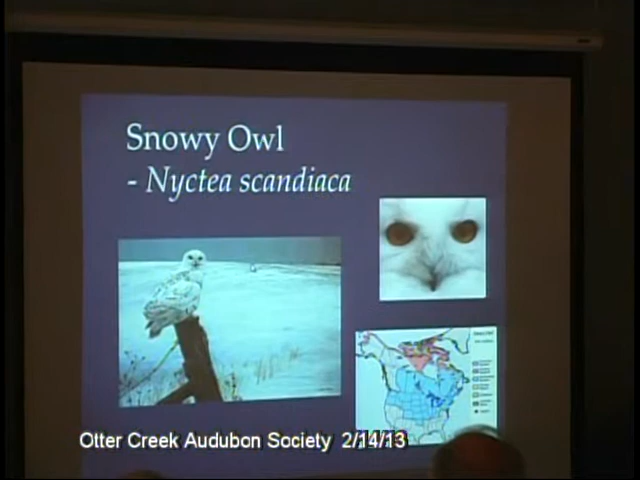 Snowy Owl
- Nyctea scandiaca
Otter Creek Audubon Society 2/14/13